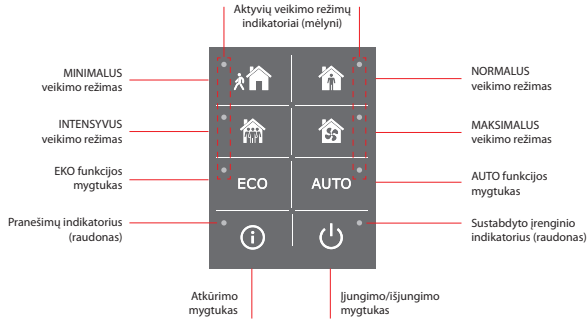 Aktyvių veikimo režimų
indikatoriai (mėlyni)
MINIMALUS
veikimo režimas
NORMALUS
veikimo režimas
INTENSYVUS
veikimo režimas
MAKSIMALUS
veikimo režimas
EKO funkcijos
mygtukas
ECO
AUTO
AUTO funkcijos
mygtukas
Pranešimų indikatorius
(raudonas)
Sustabdyto įrenginio
indikatorius (raudonas)
Atkūrimo
mygtukas
Įjungimo/išjungimo
mygtukas